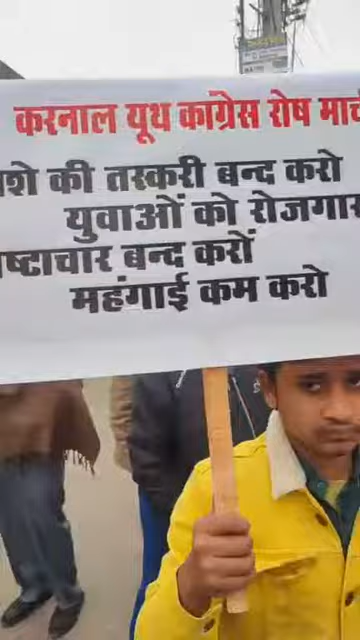 करनाल यूथ कांग्रेस रोष मार्च
शे की तस्करी बन्द करो
युवाओं को रोजगार
ष्टाचार बन्द करों
महंगाई कम करो